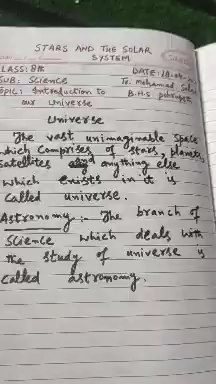 STARS AND THE SOLAR
SYSTEM
CLASS: 8th
DATE:
SUB: Science
Tr. Mohammad
TOPIC: Introduction to
our universe
B.H.S
Universe
The vast unimaginable space
which comprises of stars, planets,
satellites and anything else
which exists in it is
called universe.
Astronomy :- The branch of
science which deals with
the study of universe is
called astronomy.